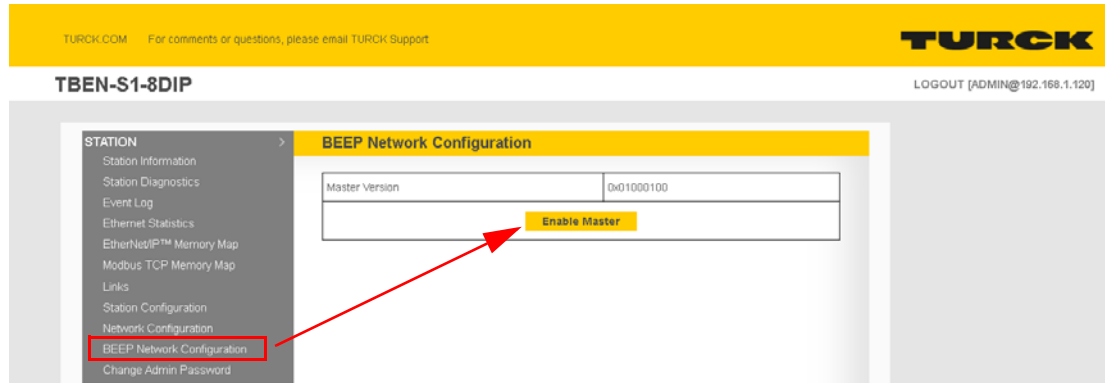 TURCK.COM For comments or questions, please email TURCK Support
TURCK
TBEN-S1-8DIP
LOGOUT [ADMIN@192.168.1.120]
STATION >
Station Information
Station Diagnostics
Event Log
Ethernet Statistics
EtherNet/IP™ Memory Map
Modbus TCP Memory Map
Links
Station Configuration
Network Configuration
BEEP Network Configuration
Change Admin Password
BEEP Network Configuration
Master Version 0x01000100
Enable Master